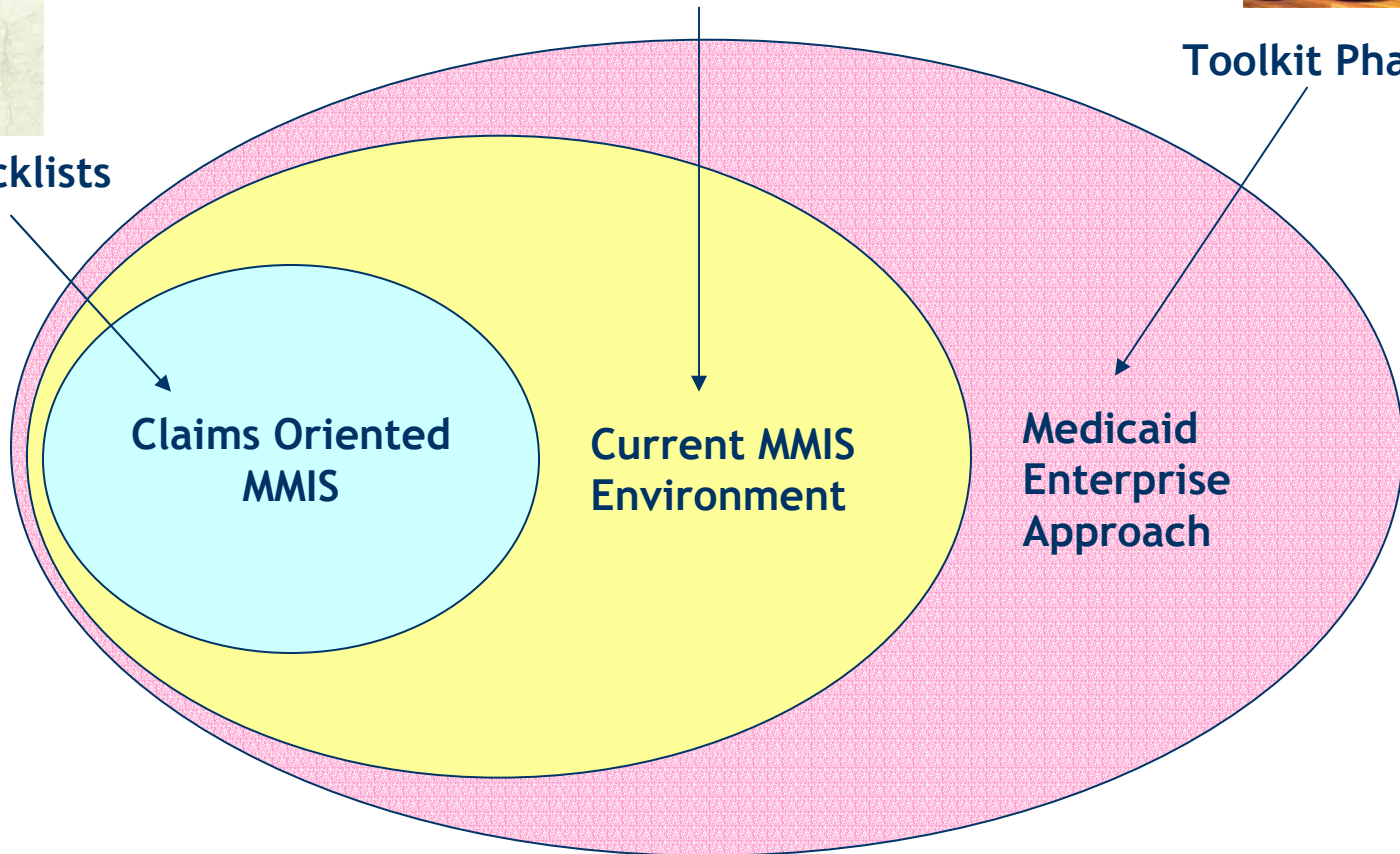 Toolkit Pha
cklists
Claims Oriented
MMIS
Current MMIS
Environment
Medicaid
Enterprise
Approach